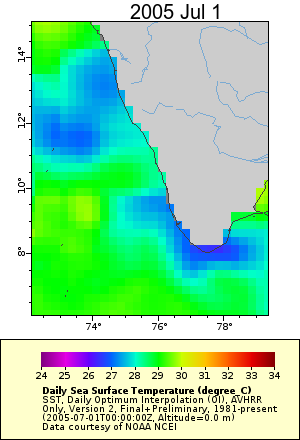 2005 Jul 1
14°
12°
10°
8°
74°
76°
78°
24 25 26 27 28 29 30 31 32 33 34
Daily Sea Surface Temperature (degree_C)
SST, Daily Optimum Interpolation (OI), AVHRR
Only, Version 2, Final+Preliminary, 1981-present
(2005-07-01T00:00:00Z, Altitude=0.0 m)
Data courtesy of NOAA NCEI